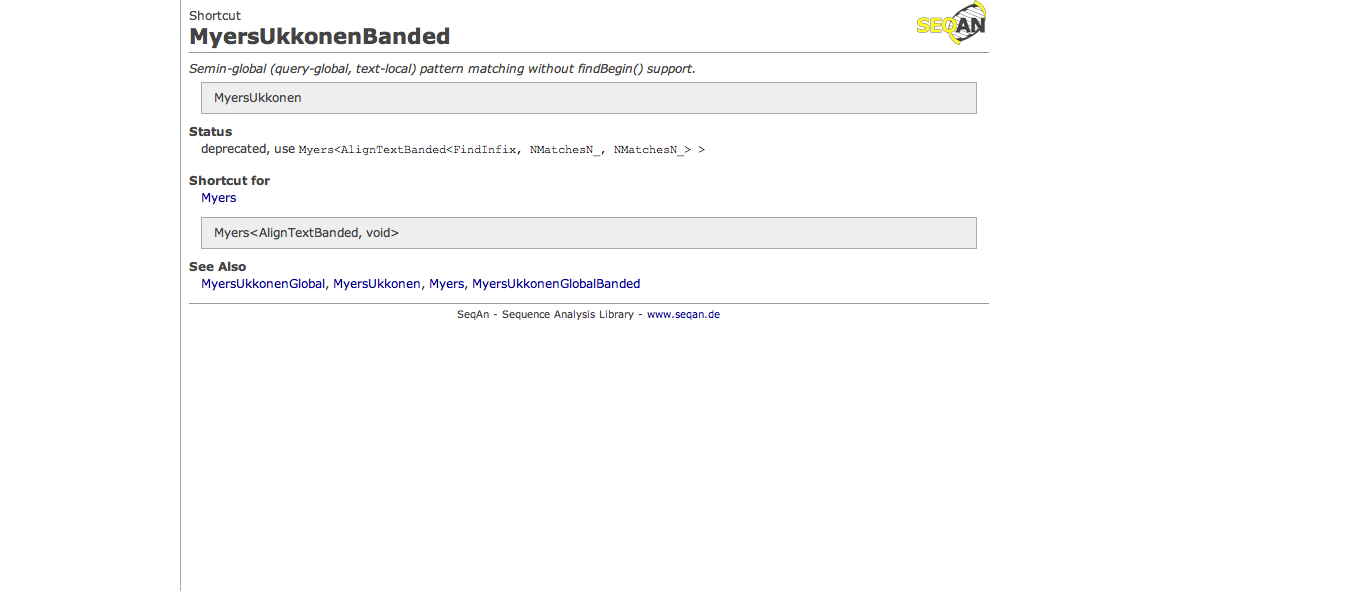 Shortcut
SEQAN
MyersUkkonenBanded
Semin-global (query-global, text-local) pattern matching without findBegin() support.
MyersUkkonen
Status
deprecated, use Myers<AlignTextBanded<FindInfix, NMatchesN_, NMatchesN_> >
Shortcut for
Myers
Myers<AlignTextBanded, void>
See Also
MyersUkkonenGlobal, MyersUkkonen, Myers, MyersUkkonenGlobalBanded
SeqAn - Sequence Analysis Library - www.seqan.de